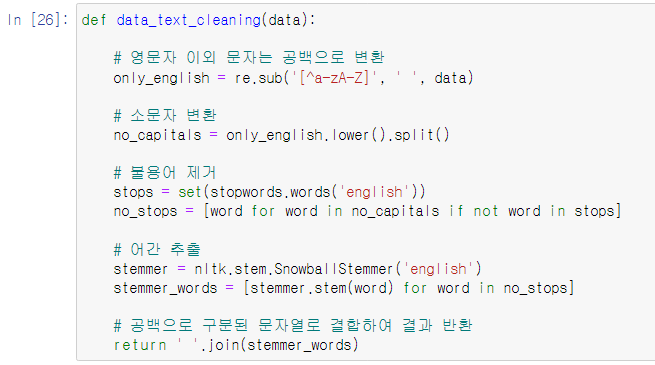 In [26]: def data_text_cleaning(data):
# 영문자 이외 문자는 공백으로 변환
only_english = re.sub('[^a-zA-Z]', ' ', data)
# 소문자 변환
no_capitals = only_english.lower().split()
# 불용어 제거
stops = set(stopwords.words('english'))
no_stops = [word for word in no_capitals if not word in stops]
# 어간 추출
stemmer = nltk.stem.SnowballStemmer('english')
stemmer_words = [stemmer.stem(word) for word in no_stops]
# 공백으로 구분된 문자열로 결합하여 결과 반환
return ' '.join(stemmer_words)